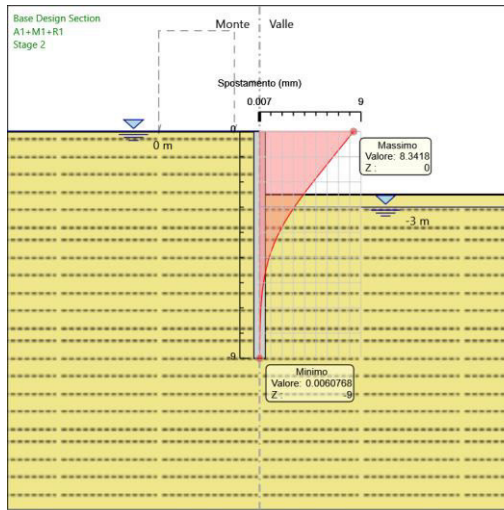 Base Design Section
A1+M1+R1
Stage 2
Monte
Valle
Spostamento (mm)
0.007
9
0
0 m
Massimo
Valore: 8.3418
Z : 0
-3 m
-9
Minimo
Valore: 0.0060768
Z : -9